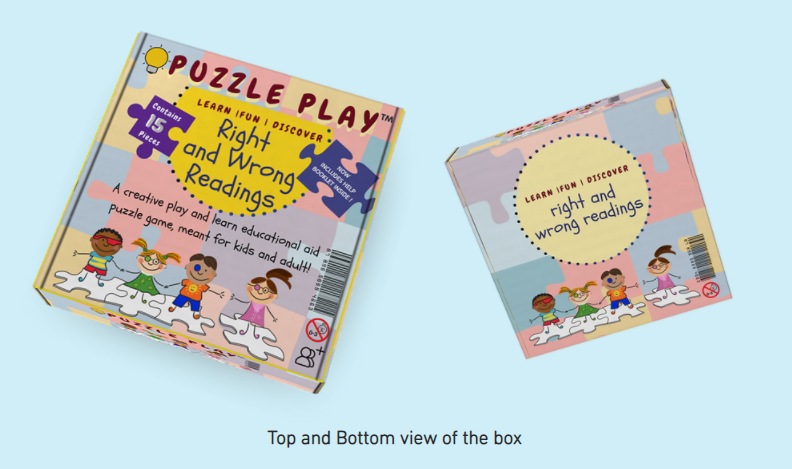 PUZZLE PLAY™
Contains
15
Pieces
LEARN | FUN | DISCOVER
Right
and Wrong
Readings
NOW
INCLUDES HELP
BOOKLET INSIDE !
A creative play and learn educational aid
puzzle game, meant for kids and adult!
0-3
LEARN | FUN | DISCOVER
right and
wrong readings
Top and Bottom view of the box